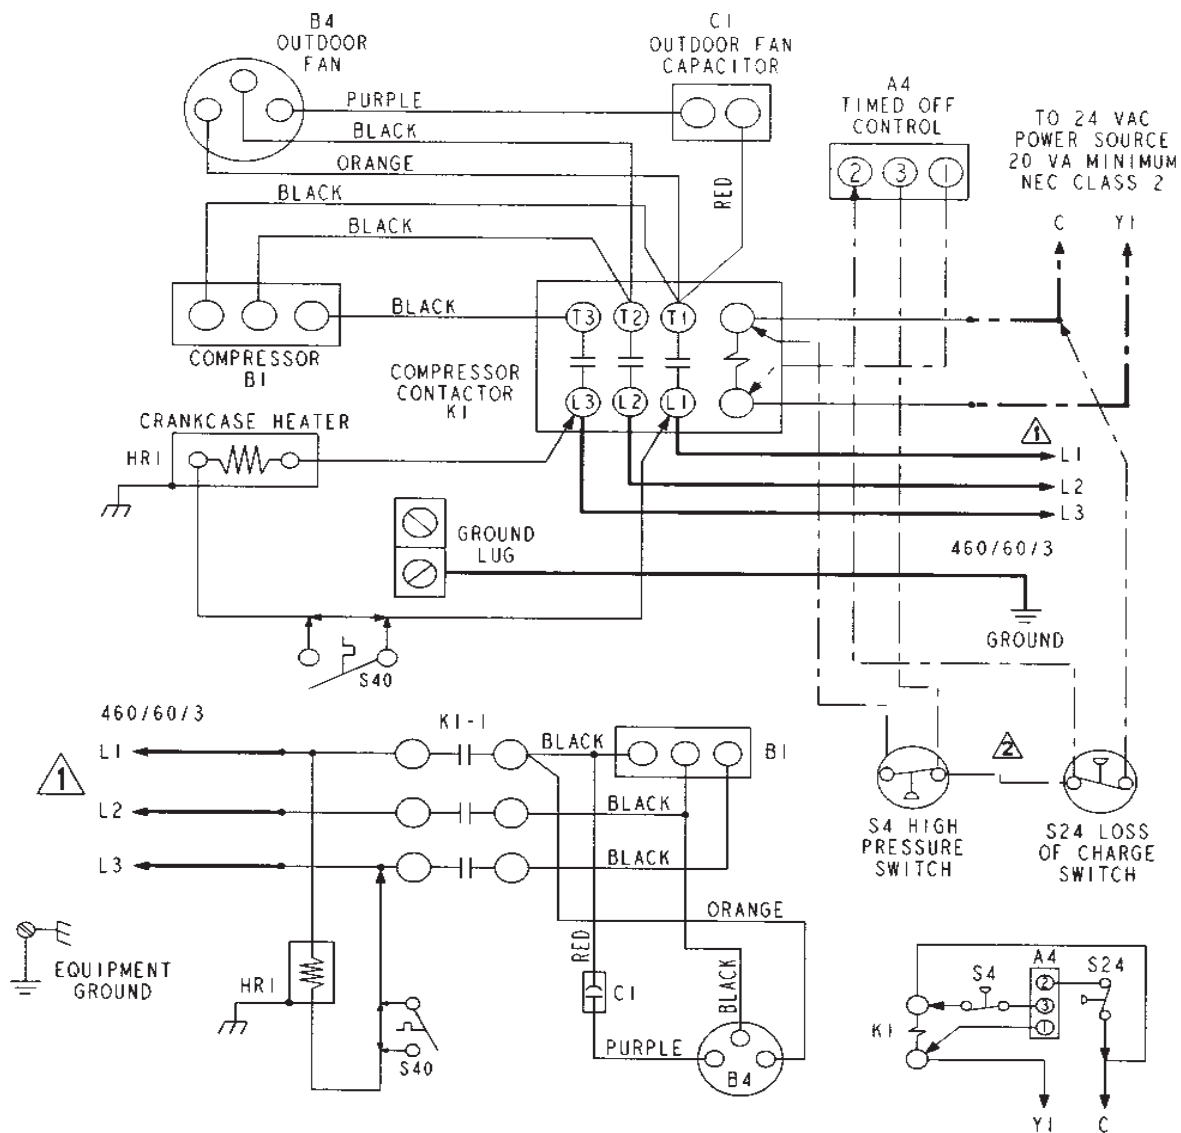 B4
OUTDOOR
FAN
C1
OUTDOOR FAN
CAPACITOR
A4
TIMED OFF
CONTROL
TO 24 VAC
POWER SOURCE
20 VA MINIMUM
NEC CLASS 2
PURPLE
BLACK
ORANGE
RED
2 3 1
C Y1
BLACK
BLACK
BLACK
T3 T2 T1
COMPRESSOR
B1
COMPRESSOR
CONTACTOR
K1
L3 L2 L1
CRANKCASE HEATER
HR1
1
L1
L2
L3
460/60/3
GROUND
LUG
GROUND
S40
460/60/3
K1-1
L1
BLACK
B1
1
L2
BLACK
L3
BLACK
2
S4 HIGH
PRESSURE
SWITCH
S24 LOSS
OF CHARGE
SWITCH
ORANGE
RED
BLACK
EQUIPMENT
GROUND
HR1
C1
S40
PURPLE
B4
A4
S4
S24
2
3
1
K1
Y1 C